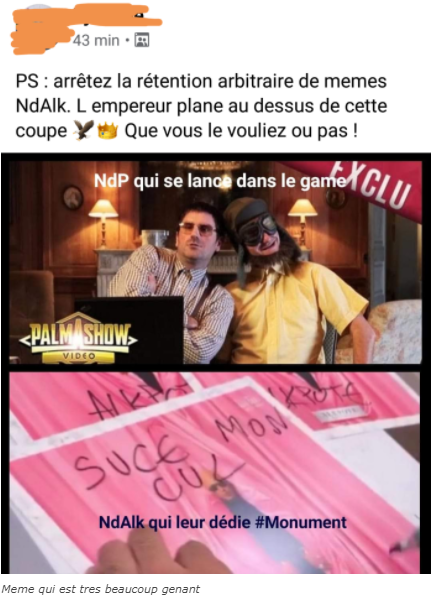 43 min •
PS : arrêtez la rétention arbitraire de memes
NdAlk. L empereur plane au dessus de cette
coupe 🦅👑 Que vous le vouliez ou pas !
EXCLU
NdP qui se lance dans le game
PALMASHOW
VIDEO
SUCE MON
CUL
NdAlk qui leur dédie #Monument
Meme qui est tres beaucoup genant